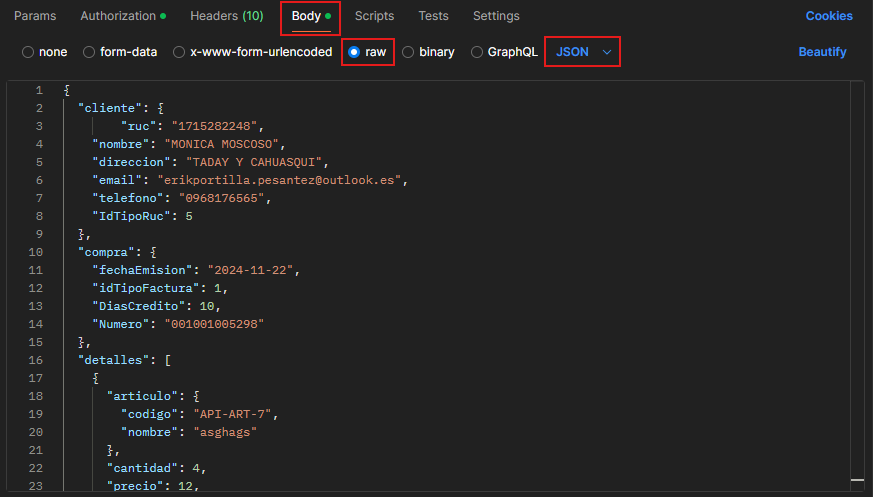 Params Authorization Headers (10) Body Scripts Tests Settings Cookies
none form-data x-www-form-urlencoded raw binary GraphQL JSON Beautify
1 {
2 "cliente": {
3 "ruc": "1715282248",
4 "nombre": "MONICA MOSCOSO",
5 "direccion": "TADAY Y CAHUASQUI",
6 "email": "erikportilla.pesantez@outlook.es",
7 "telefono": "0968176565",
8 "IdTipoRuc": 5
9 },
10 "compra": {
11 "fechaEmision": "2024-11-22",
12 "idTipoFactura": 1,
13 "DiasCredito": 10,
14 "Numero": "001001005298"
15 },
16 "detalles": [
17 {
18 "articulo": {
19 "codigo": "API-ART-7",
20 "nombre": "asghags"
21 },
22 "cantidad": 4,
23 "precio": 12,